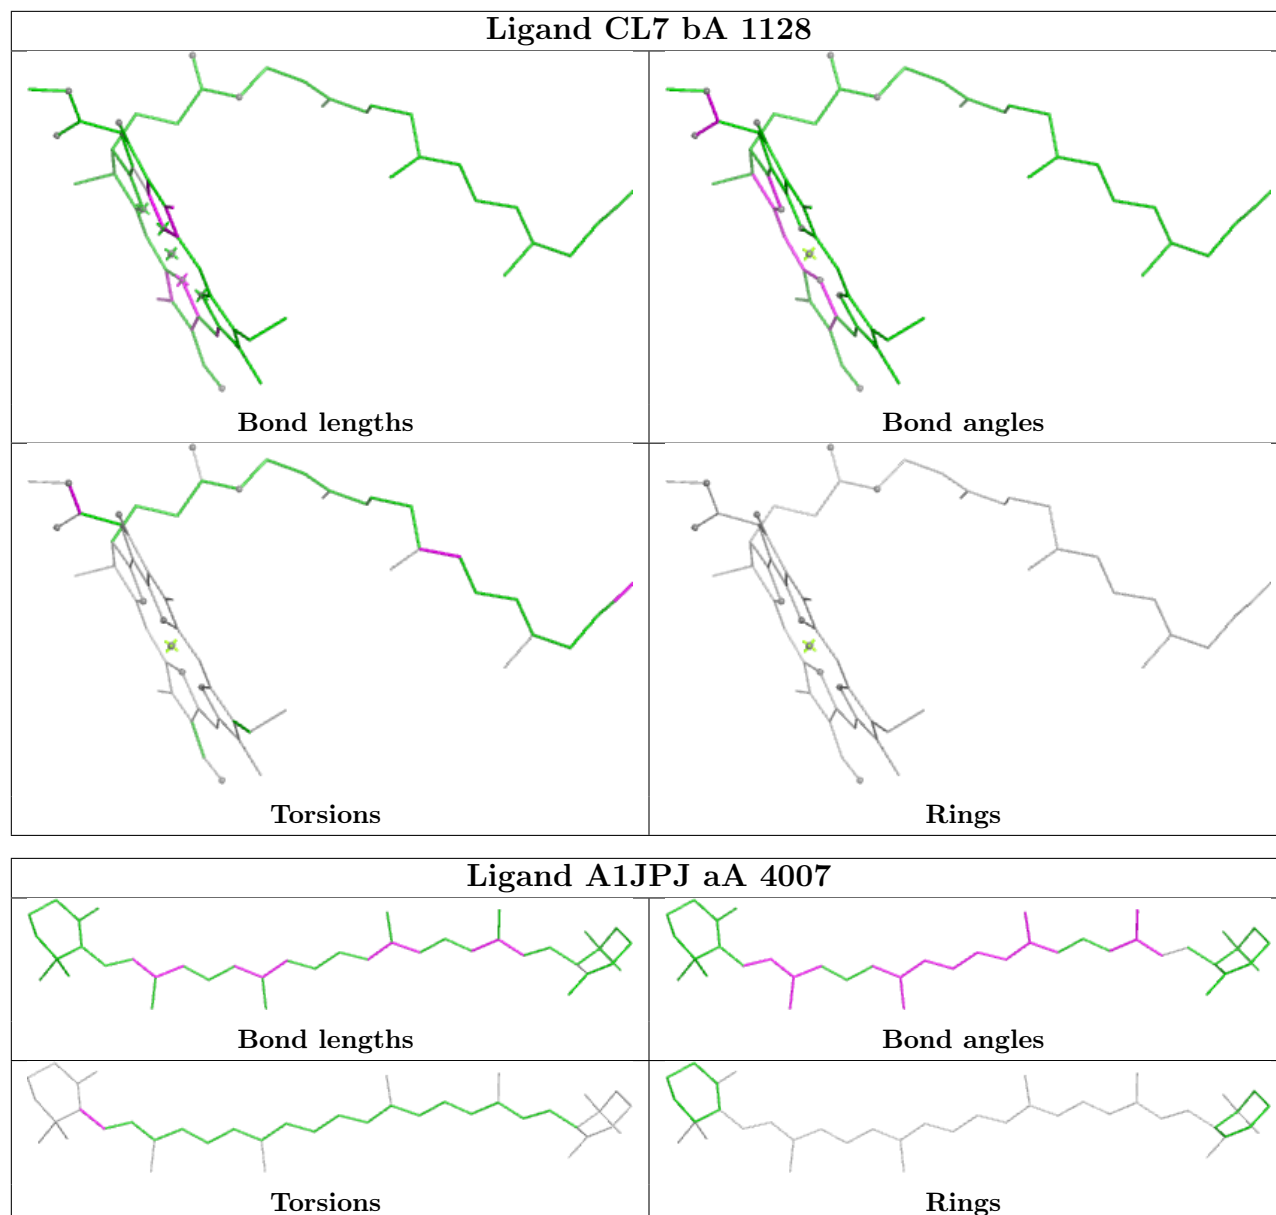 Ligand CL7 bA 1128
Bond lengths
Bond angles
Torsions
Rings
Ligand A1JPJ aA 4007
Bond lengths
Bond angles
Torsions
Rings